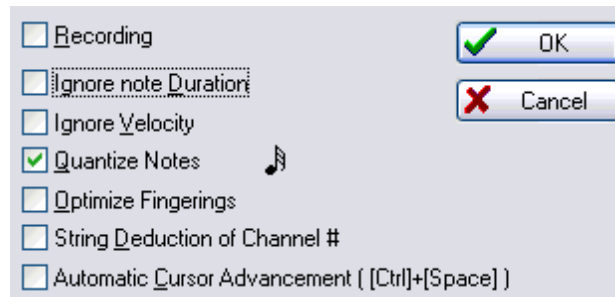 Recording
OK
Ignore note Duration
Cancel
Ignore Velocity
Quantize Notes
Optimize Fingerings
String Deduction of Channel #
Automatic Cursor Advancement ( [Ctrl]+[Space] )